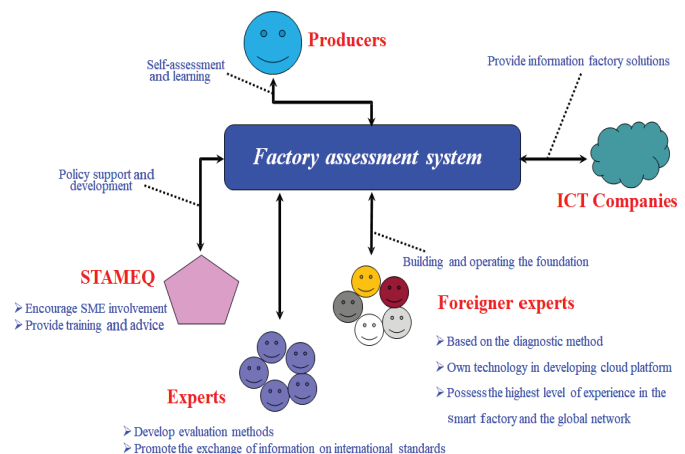 Producers
Self-assessment
and learning
Provide information factory solutions
Factory assessment system
Policy support and
development
ICT Companies
Building and operating the foundation
STAMEQ
➢ Encourage SME involvement
➢ Provide training and advice
Foreigner experts
➢ Based on the diagnostic method
➢ Own technology in developing cloud platform
➢ Possess the highest level of experience in the
smart factory and the global network
Experts
➢ Develop evaluation methods
➢ Promote the exchange of information on international standards